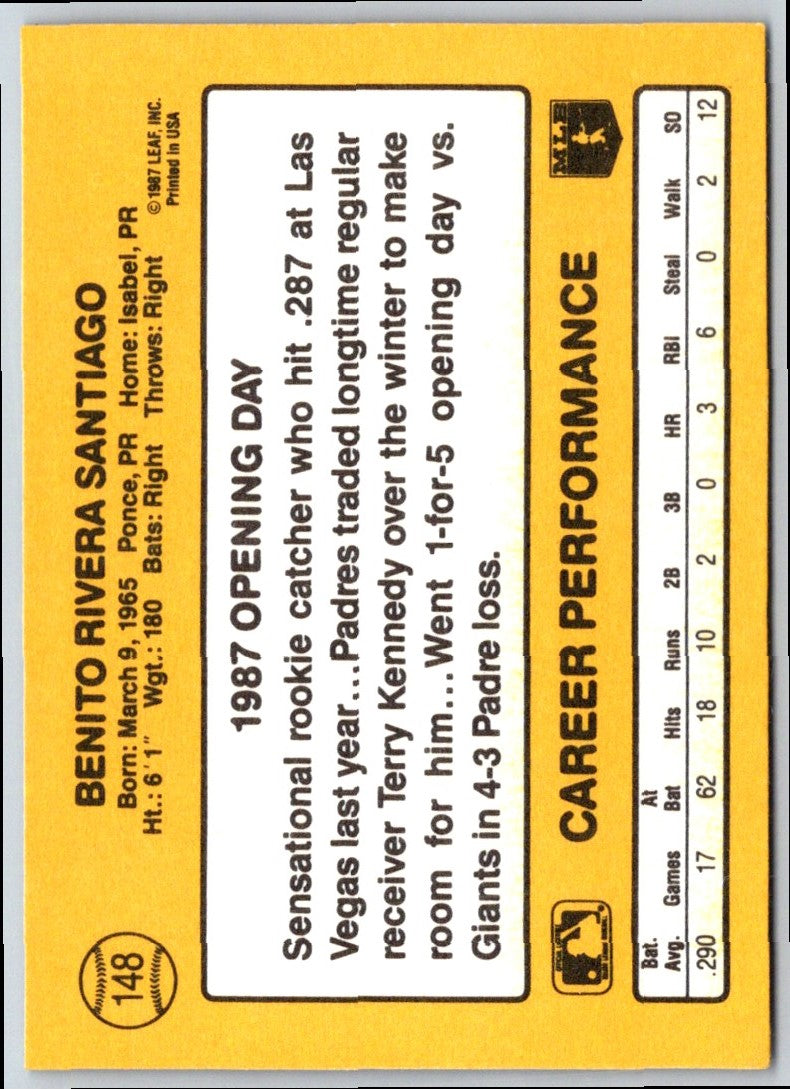 148
BENITO RIVERA SANTIAGO
Born: March 9, 1965 Ponce, PR Home: Isabel, PR
Ht.: 6'1" Wgt.: 180 Bats: Right Throws: Right
© 1987 LEAF, INC.
Printed in USA
1987 OPENING DAY
Sensational rookie catcher who hit .287 at Las
Vegas last year...Padres traded longtime regular
receiver Terry Kennedy over the winter to make
room for him...Went 1-for-5 opening day vs.
Giants in 4-3 Padre loss.
CAREER PERFORMANCE
MLB
Bat. Avg. Games At Bat Hits Runs 2B 3B HR RBI Steal Walk SO
.290 17 62 18 10 2 0 3 6 0 2 12